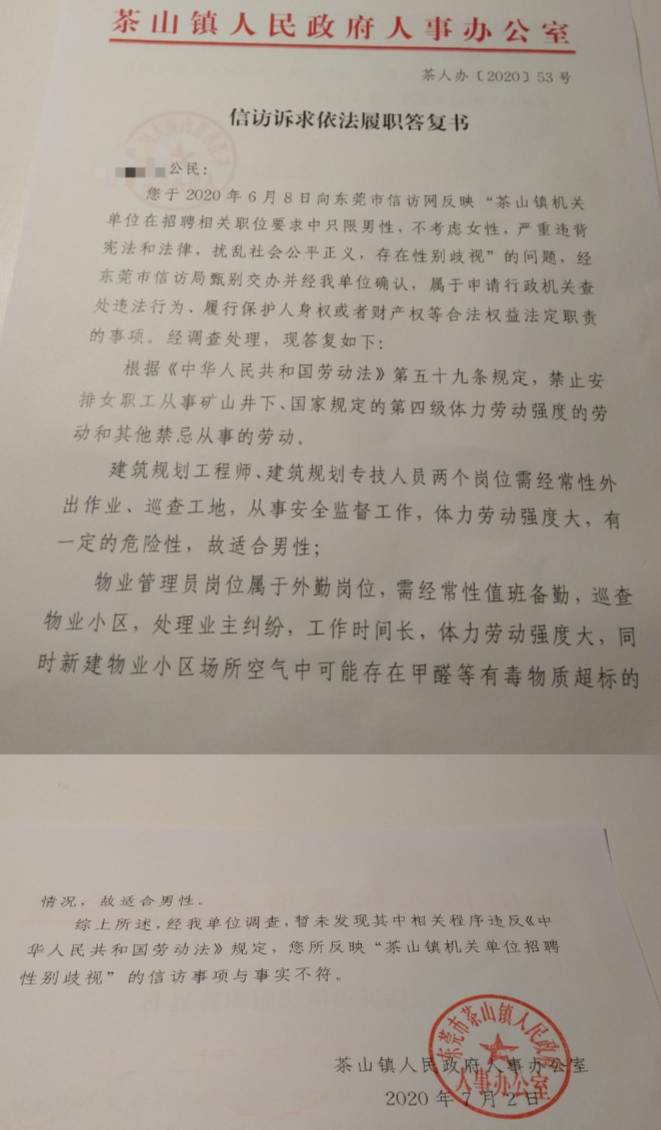 茶山镇人民政府人事办公室
茶人办〔2020〕53号
信访诉求依法履职答复书
公民：
您于2020年6月8日向东莞市信访网反映“茶山镇机关
单位在招聘相关职位要求中只限男性，不考虑女性，严重违背
宪法和法律，扰乱社会公平正义，存在性别歧视”的问题，经
东莞市信访局甄别交办并经我单位确认，属于申请行政机关查
处违法行为、履行保护人身权或者财产权等合法权益法定职责
的事项。经调查处理，现答复如下：
根据《中华人民共和国劳动法》第五十九条规定，禁止安
排女职工从事矿山井下、国家规定的第四级体力劳动强度的劳
动和其他禁忌从事的劳动。
建筑规划工程师、建筑规划专技人员两个岗位需经常性外
出作业、巡查工地，从事安全监督工作，体力劳动强度大，有
一定的危险性，故适合男性；
物业管理员岗位属于外勤岗位，需经常性值班备勤，巡查
物业小区，处理业主纠纷，工作时间长，体力劳动强度大，同
时新建物业小区场所空气中可能存在甲醛等有毒物质超标的
情况，故适合男性。
综上所述，经我单位调查，暂未发现其中相关程序违反《中
华人民共和国劳动法》规定，您所反映“茶山镇机关单位招聘
性别歧视”的信访事项与事实不符。
东莞市茶山镇人民政府
人事办公室
茶山镇人民政府人事办公室
2020年7月2日